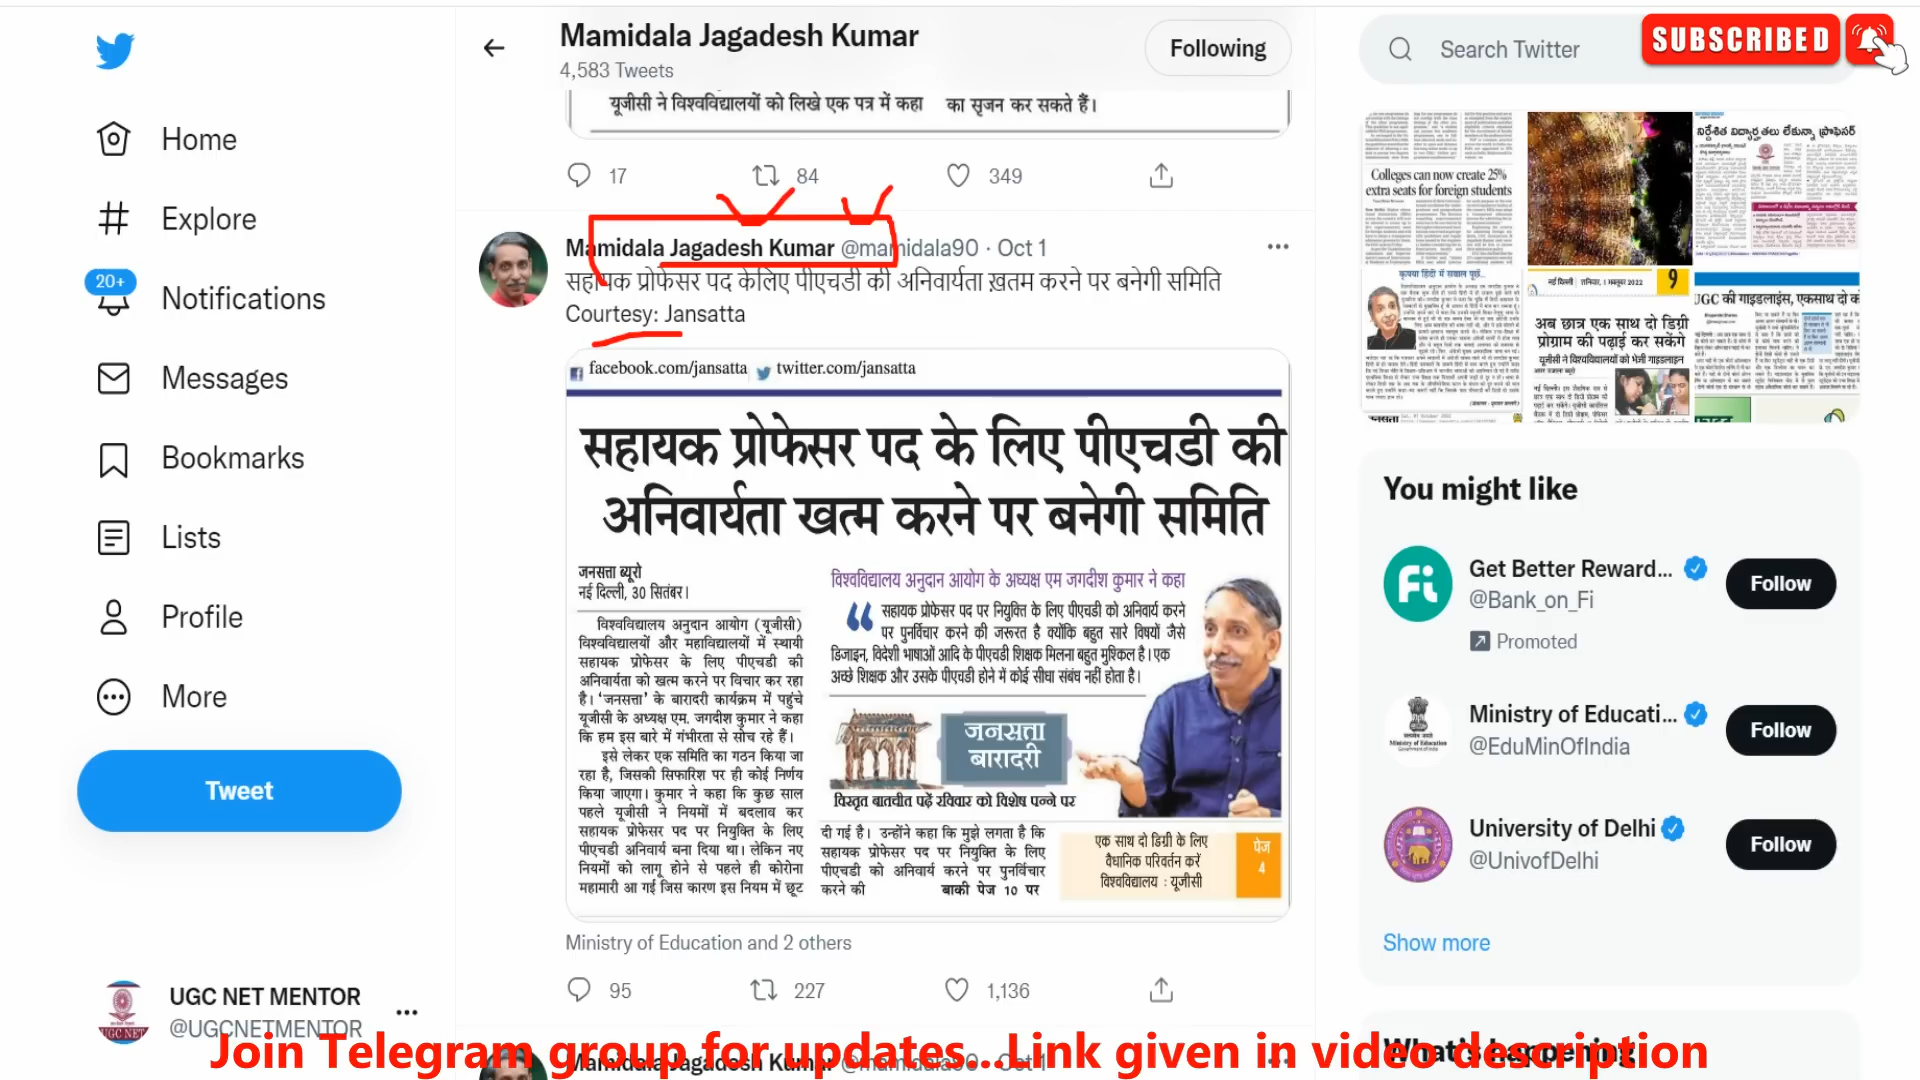 Home
Explore
20+
Notifications
Messages
Bookmarks
Lists
Profile
More
Tweet
UGC NET MENTOR
@UGCNETMENTOR
Mamidala Jagadesh Kumar
4,583 Tweets
Following
यूजीसी ने विश्वविद्यालयों को लिखे एक पत्र में कहा
का सृजन कर सकते हैं।
17 84 349
Mamidala Jagadesh Kumar @mamidala90 · Oct 1
सहायक प्रोफेसर पद केलिए पीएचडी की अनिवार्यता ख़तम करने पर बनेगी समिति
Courtesy: Jansatta
facebook.com/jansatta twitter.com/jansatta
सहायक प्रोफेसर पद के लिए पीएचडी की
अनिवार्यता खत्म करने पर बनेगी समिति
जनसत्ता ब्यूरो
नई दिल्ली, 30 सितंबर।
विश्वविद्यालय अनुदान आयोग (यूजीसी)
विश्वविद्यालयों और महाविद्यालयों में स्थायी
सहायक प्रोफेसर के लिए पीएचडी की
अनिवार्यता को खत्म करने पर विचार कर रहा
है। 'जनसत्ता' के बारादरी कार्यक्रम में पहुंचे
यूजीसी के अध्यक्ष एम. जगदीश कुमार ने कहा
कि हम इस बारे में गंभीरता से सोच रहे हैं।
इसे लेकर एक समिति का गठन किया जा
रहा है, जिसकी सिफारिश पर ही कोई निर्णय
किया जाएगा। कुमार ने कहा कि कुछ साल
पहले यूजीसी ने नियमों में बदलाव कर
सहायक प्रोफेसर पद पर नियुक्ति के लिए
पीएचडी अनिवार्य बना दिया था। लेकिन नए
नियमों को लागू होने से पहले ही कोरोना
महामारी आ गई जिस कारण इस नियम में छूट
विश्वविद्यालय अनुदान आयोग के अध्यक्ष एम जगदीश कुमार ने कहा
सहायक प्रोफेसर पद पर नियुक्ति के लिए पीएचडी को अनिवार्य करने
पर पुनर्विचार करने की जरूरत है क्योंकि बहुत सारे विषयों जैसे
डिजाइन, विदेशी भाषाओं आदि के पीएचडी शिक्षक मिलना बहुत मुश्किल है। एक
अच्छे शिक्षक और उसके पीएचडी होने में कोई सीधा संबंध नहीं होता है।
जनसत्ता
बारादरी
विस्तृत बातचीत पढ़ें रविवार को विशेष पन्ने पर
दी गई है। उन्होंने कहा कि मुझे लगता है कि
सहायक प्रोफेसर पद पर नियुक्ति के लिए
पीएचडी को अनिवार्य करने पर पुनर्विचार
करने की बाकी पेज 10 पर
एक साथ दो डिग्री के लिए
वैधानिक परिवर्तन करें
विश्वविद्यालय : यूजीसी
पेज
4
Ministry of Education and 2 others
95 227 1,136
Mamidala Jagadesh Kumar @mamidala90 · Oct 1
Search Twitter
SUBSCRIBED
Colleges can now create 25%
extra seats for foreign students
कृपया हिंदी में सवाल पूछें...
नई दिल्ली | शनिवार, 1 अक्तूबर 2022
9
अब छात्र एक साथ दो डिग्री
प्रोग्राम की पढ़ाई कर सकेंगे
यूजीसी ने विश्वविद्यालयों को भेजी गाइडलाइन
నిర్దేశిత విద్యార్హతలు లేకున్నా ప్రొఫెసర్
UGC की गाइडलाइंस, एकसाथ दो क
You might like
Get Better Reward...
@Bank_on_Fi
Follow
Promoted
Ministry of Educati...
@EduMinOfIndia
Follow
University of Delhi
@UnivofDelhi
Follow
Show more
What's happening
Join Telegram group for updates...Link given in video description